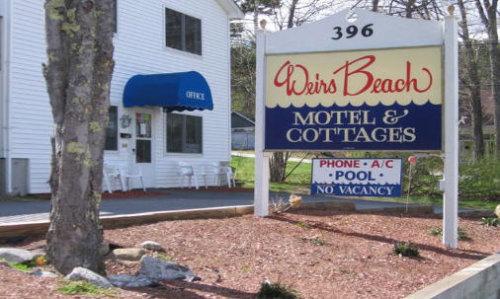 396
Weirs Beach
MOTEL &
COTTAGES
PHONE · A/C
· POOL ·
NO VACANCY
OFFICE